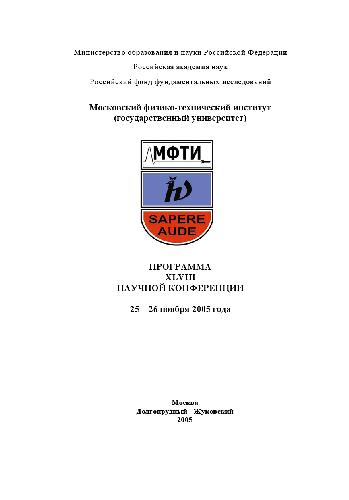 Министерство образования и науки Российской Федерации
Российская академия наук
Российский фонд фундаментальных исследований
Московский физико-технический институт
(государственный университет)
МФТИ
ħν
SAPERE
AUDE
ПРОГРАММА
XLVIII
НАУЧНОЙ КОНФЕРЕНЦИИ
25 – 26 ноября 2005 года
Москва
Долгопрудный – Жуковский
2005